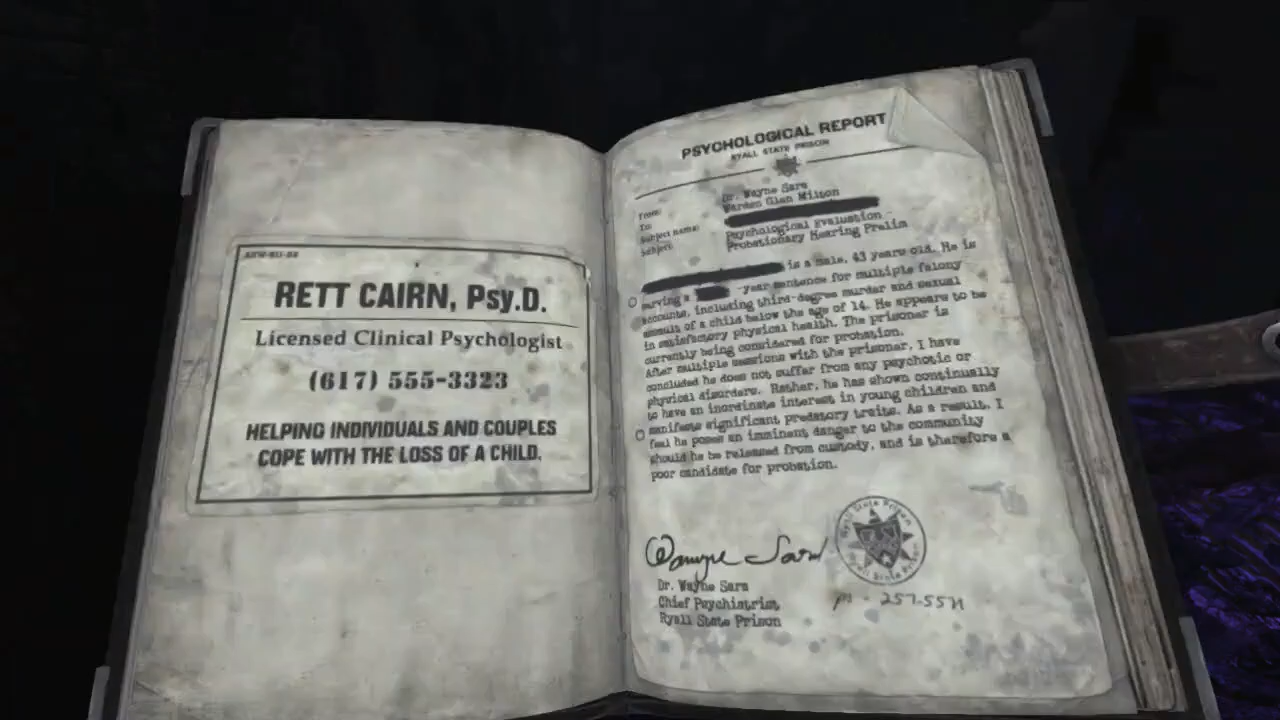 RETT CAIRN, Psy.D.
Licensed Clinical Psychologist
(617) 555-3323
HELPING INDIVIDUALS AND COUPLES
COPE WITH THE LOSS OF A CHILD.
PSYCHOLOGICAL REPORT
RYALL STATE PRISON
From: Dr. Wayne Sara
To: Warden Glen Milton
Subject name:
Subject: Psychological Evaluation -
Probationary Hearing Prelim
is a male, 43 years old. He is
serving a -year sentence for multiple felony
accounts, including third-degree murder and sexual
assault of a child below the age of 14. He appears to be
in satisfactory physical health. The prisoner is
currently being considered for probation.
After multiple sessions with the prisoner, I have
concluded he does not suffer from any psychotic or
physical disorders. Rather, he has shown continually
to have an inordinate interest in young children and
manifests significant predatory traits. As a result, I
feel he poses an imminent danger to the community
should he be released from custody, and is therefore a
poor candidate for probation.
Wayne Sara
Ryall State Prison
Ryall State Prison
Dr. Wayne Sara
Chief Psychiatrist
Ryall State Prison